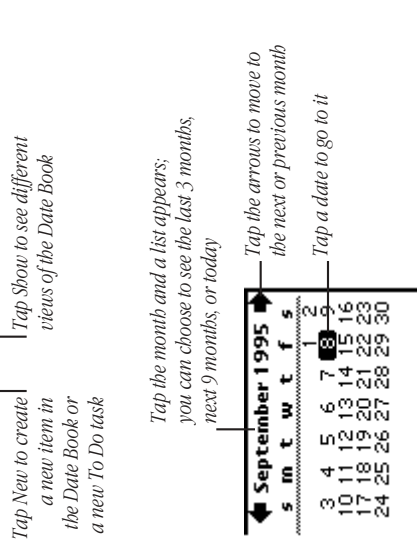 Tap New to create
a new item in
the Date Book or
a new To Do task
Tap Show to see different
views of the Date Book
Tap the month and a list appears;
you can choose to see the last 3 months,
next 9 months, or today
September 1995
s m t w t f s
1 2
3 4 5 6 7 8 9
10 11 12 13 14 15 16
17 18 19 20 21 22 23
24 25 26 27 28 29 30
Tap the arrows to move to
the next or previous month
Tap a date to go to it